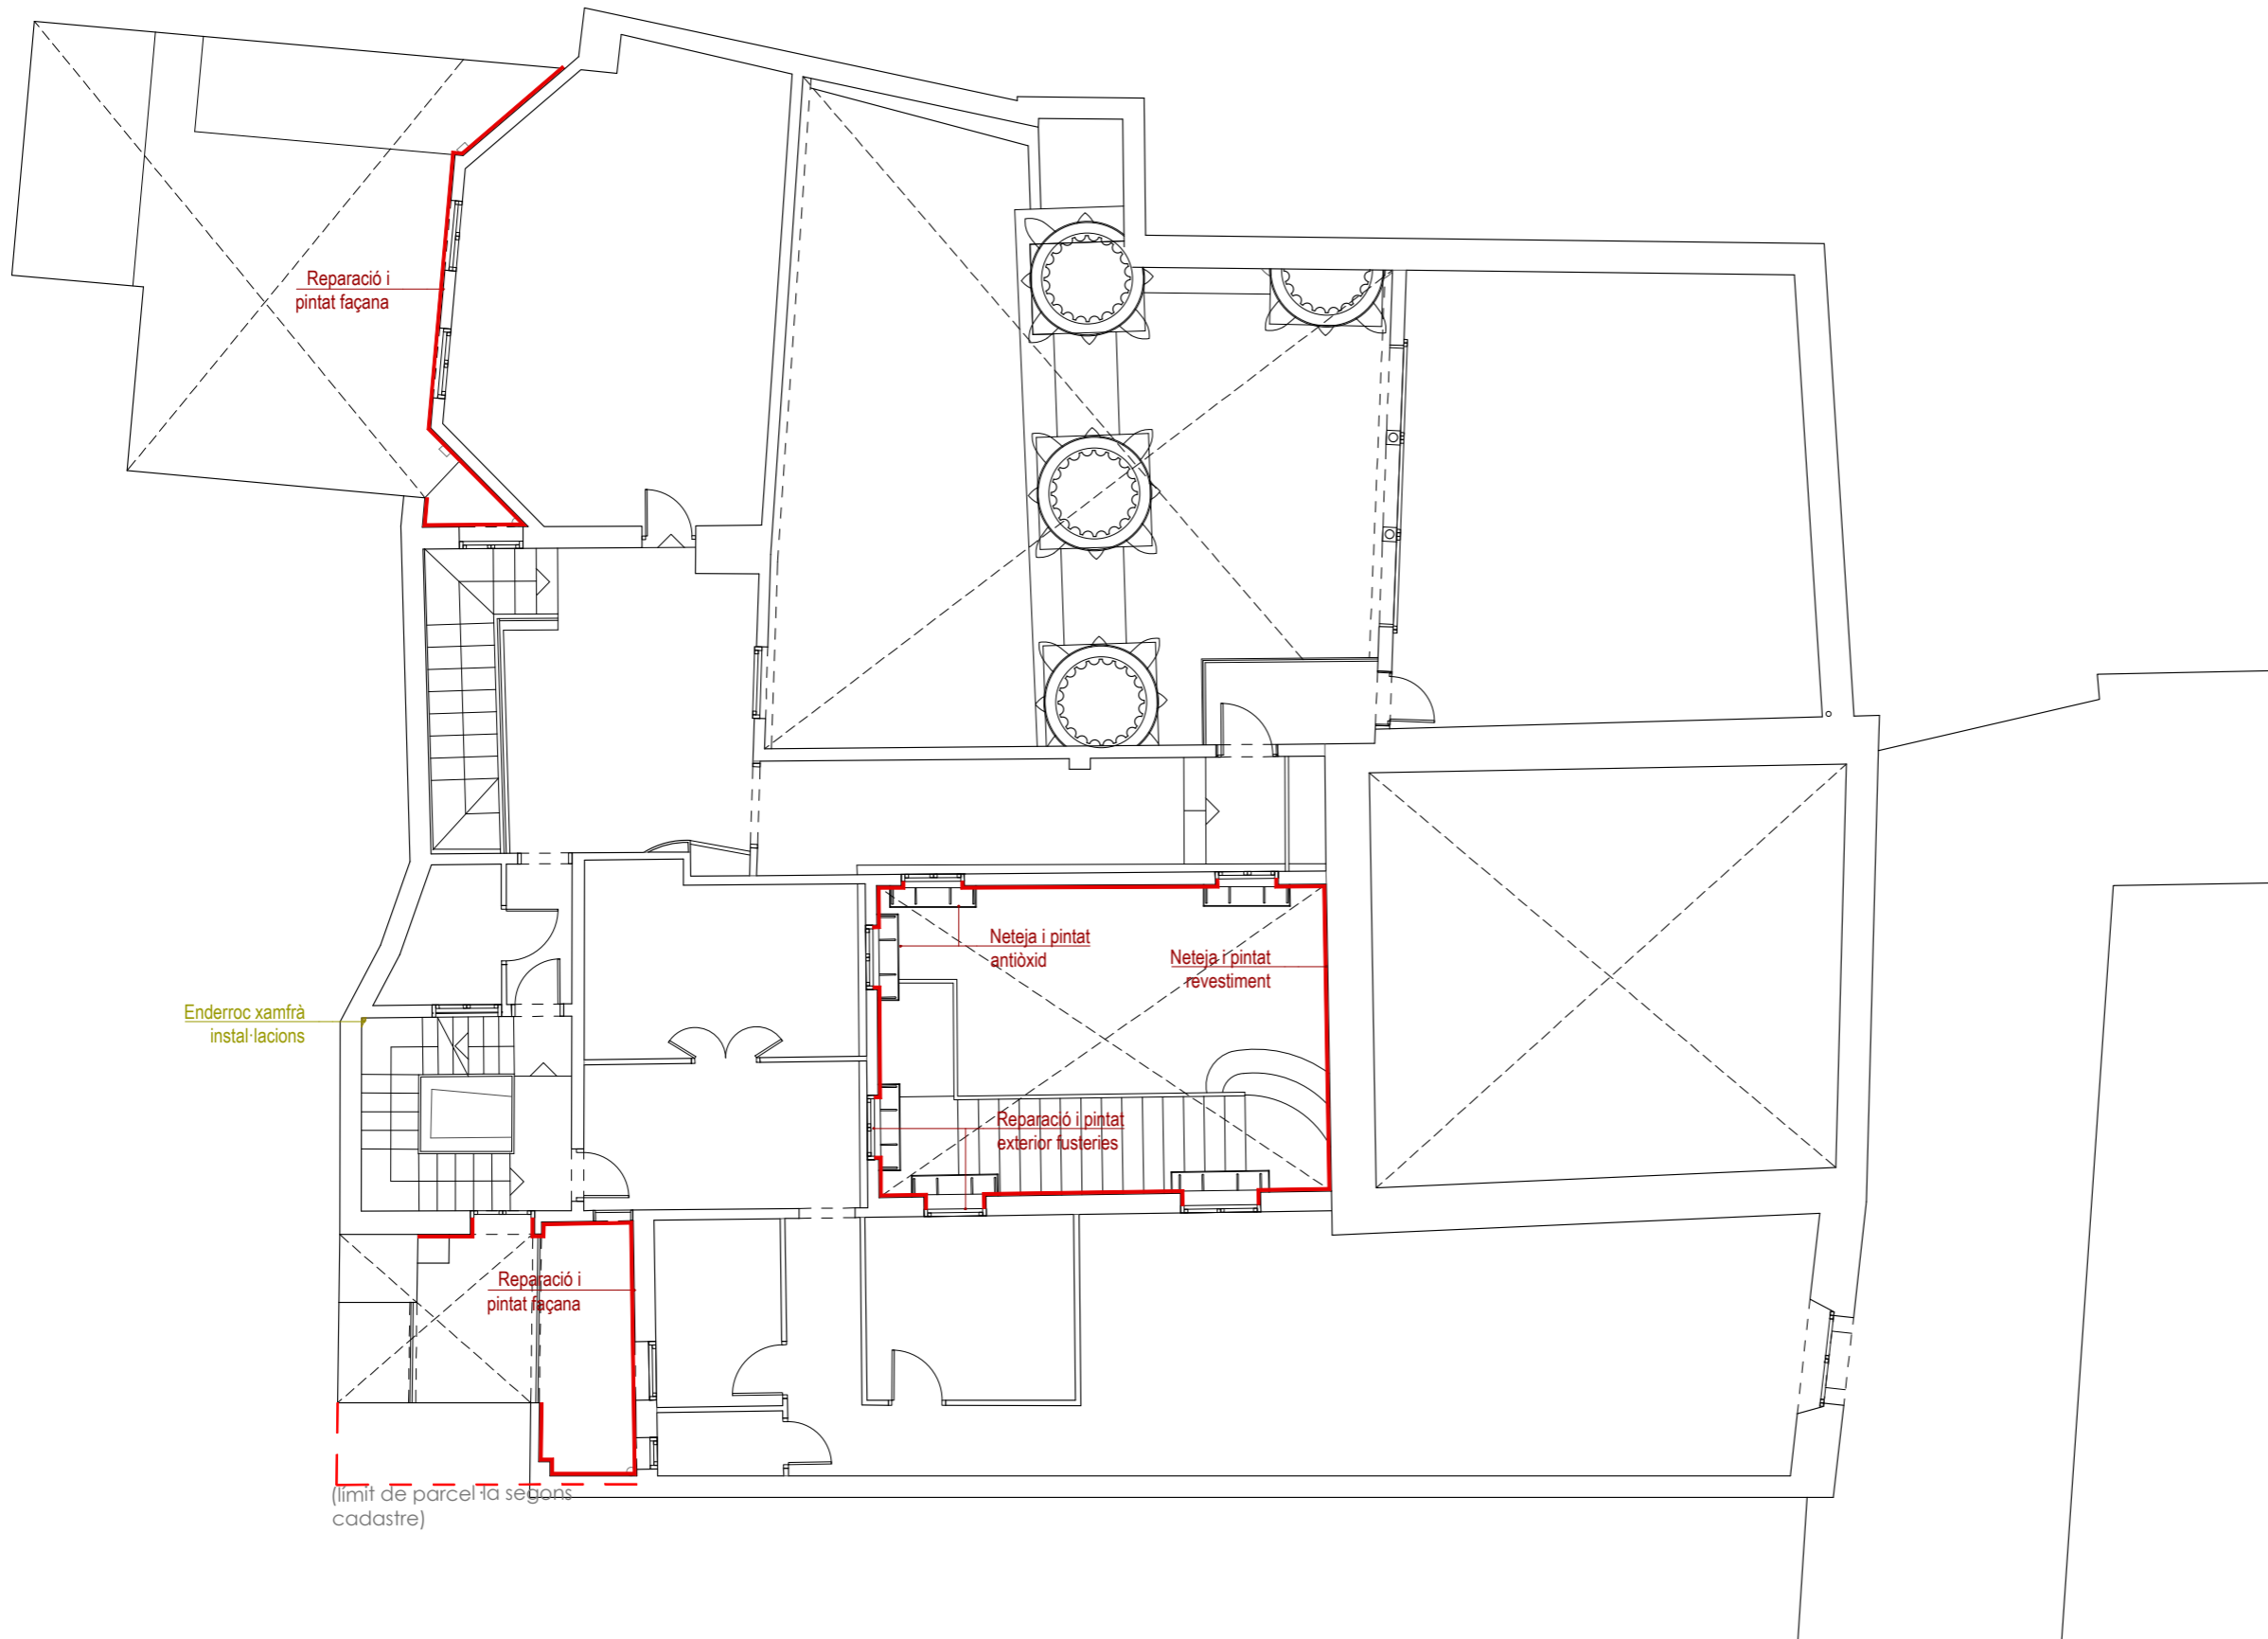 Reparació i
pintat façana
Neteja i pintat
antiòxid
Neteja i pintat
revestiment
Enderroc xamfrà
instal·lacions
Reparació i pintat
exterior fusteries
Reparació i
pintat façana
(límit de parcel·la segons
cadastre)